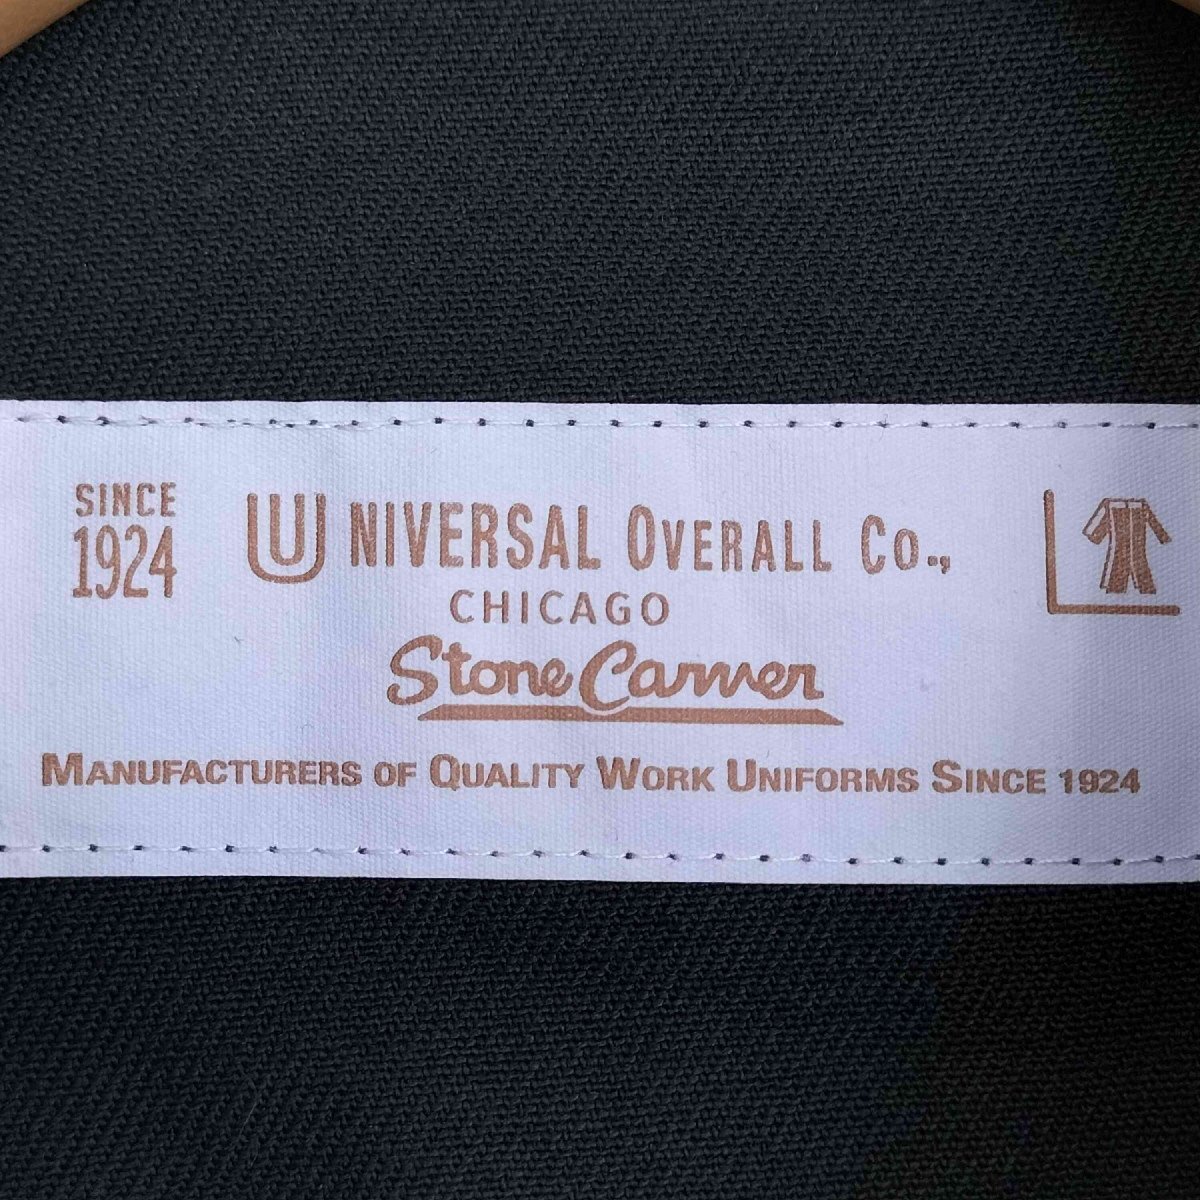 SINCE
1924
UNIVERSAL OVERALL CO.,
CHICAGO
Stone Carver
MANUFACTURERS OF QUALITY WORK UNIFORMS SINCE 1924